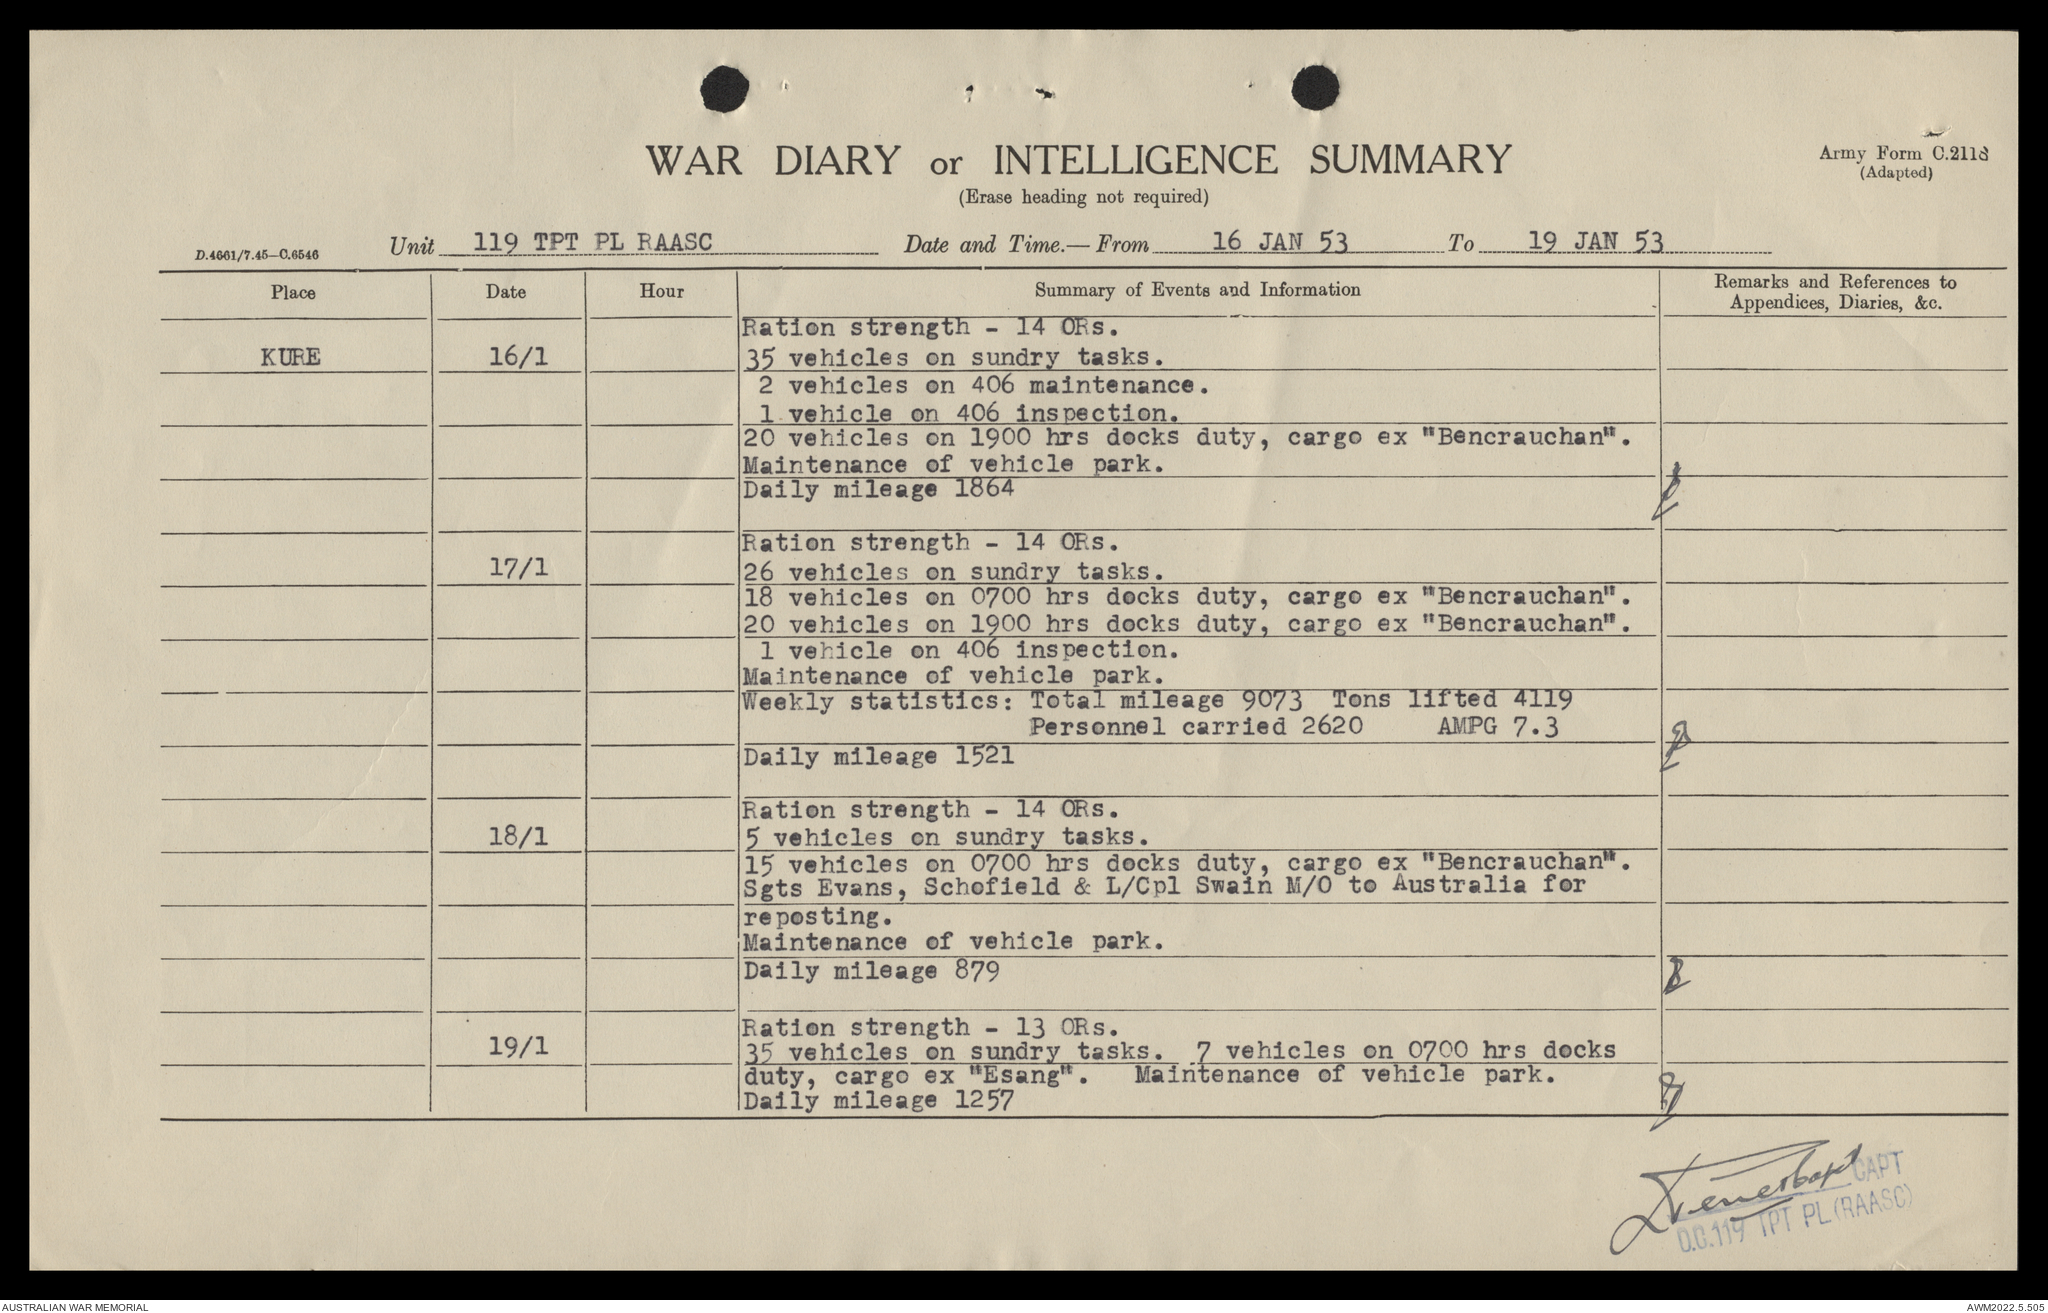 WAR DIARY or INTELLIGENCE SUMMARY
(Erase heading not required)
Army Form C.2118
(Adapted)
D.4661/7.45—C.6546
Unit 119 TPT PL RAASC Date and Time.— From 16 JAN 53 To 19 JAN 53
Place Date Hour Summary of Events and Information Remarks and References to
Appendices, Diaries, &c.
Ration strength - 14 ORs.
KURE 16/1 35 vehicles on sundry tasks.
2 vehicles on 406 maintenance.
1 vehicle on 406 inspection.
20 vehicles on 1900 hrs docks duty, cargo ex "Bencrauchan".
Maintenance of vehicle park.
Daily mileage 1864
Ration strength - 14 ORs.
17/1 26 vehicles on sundry tasks.
18 vehicles on 0700 hrs docks duty, cargo ex "Bencrauchan".
20 vehicles on 1900 hrs docks duty, cargo ex "Bencrauchan".
1 vehicle on 406 inspection.
Maintenance of vehicle park.
Weekly statistics: Total mileage 9073 Tons lifted 4119
Personnel carried 2620 AMPG 7.3
Daily mileage 1521
Ration strength - 14 ORs.
18/1 5 vehicles on sundry tasks.
15 vehicles on 0700 hrs docks duty, cargo ex "Bencrauchan".
Sgts Evans, Schofield & L/Cpl Swain M/O to Australia for
reposting.
Maintenance of vehicle park.
Daily mileage 879
Ration strength - 13 ORs.
19/1 35 vehicles on sundry tasks. 7 vehicles on 0700 hrs docks
duty, cargo ex "Esang". Maintenance of vehicle park.
Daily mileage 1257
CAPT
O.C.119 TPT PL (RAASC)
AUSTRALIAN WAR MEMORIAL AWM2022.5.505